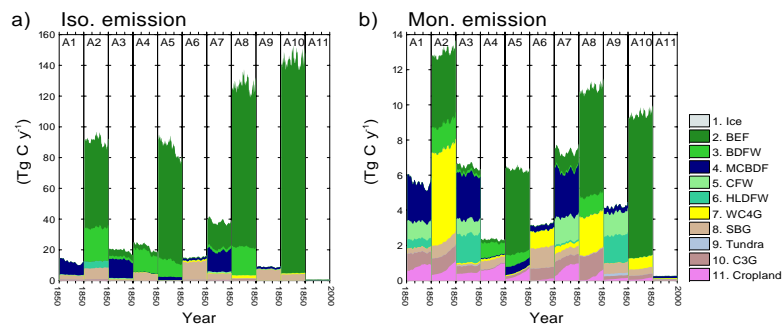 a) Iso. emission
160
140
120
100
80
60
40
20
0
(Tg C y⁻¹)
A1 A2 A3 A4 A5 A6 A7 A8 A9 A10 A11
1850 1850 1850 1850 1850 1850 1850 1850 1850 1850 1850 2000
Year
b) Mon. emission
14
12
10
8
6
4
2
0
(Tg C y⁻¹)
A1 A2 A3 A4 A5 A6 A7 A8 A9 A10 A11
1850 1850 1850 1850 1850 1850 1850 1850 1850 1850 1850 2000
Year
1. Ice
2. BEF
3. BDFW
4. MCBDF
5. CFW
6. HLDFW
7. WC4G
8. SBG
9. Tundra
10. C3G
11. Cropland